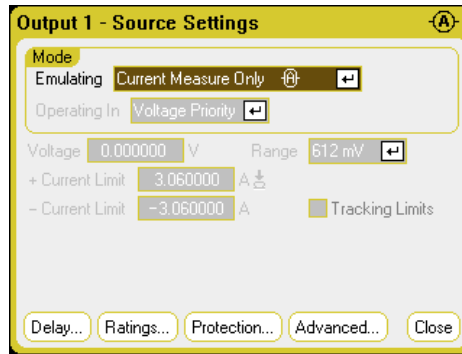 Output 1 - Source Settings A
Mode
Emulating Current Measure Only A
Operating In Voltage Priority
Voltage 0.000000 V Range 612 mV
+ Current Limit 3.060000 A
- Current Limit -3.060000 A Tracking Limits
Delay... Ratings... Protection... Advanced... Close